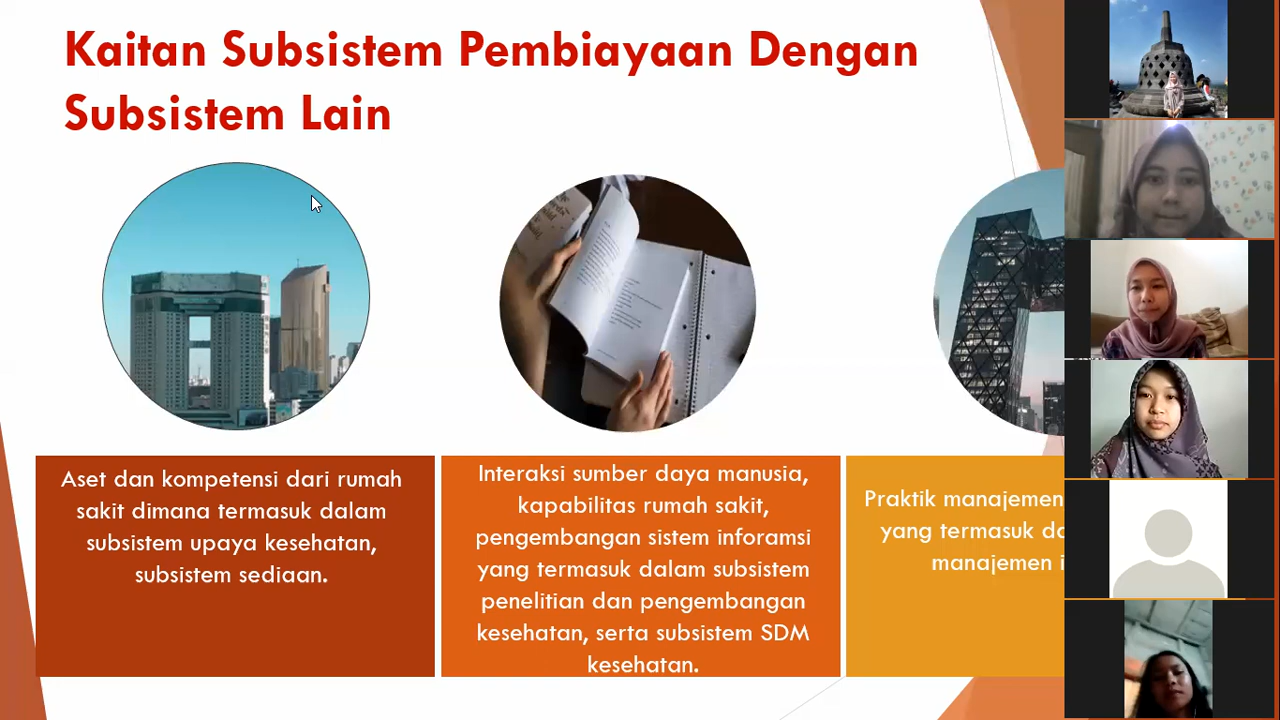 Kaitan Subsistem Pembiayaan Dengan
Subsistem Lain
Aset dan kompetensi dari rumah
sakit dimana termasuk dalam
subsistem upaya kesehatan,
subsistem sediaan.
Interaksi sumber daya manusia,
kapabilitas rumah sakit,
pengembangan sistem inforamsi
yang termasuk dalam subsistem
penelitian dan pengembangan
kesehatan, serta subsistem SDM
kesehatan.
Praktik manajemen
yang termasuk
manajemen